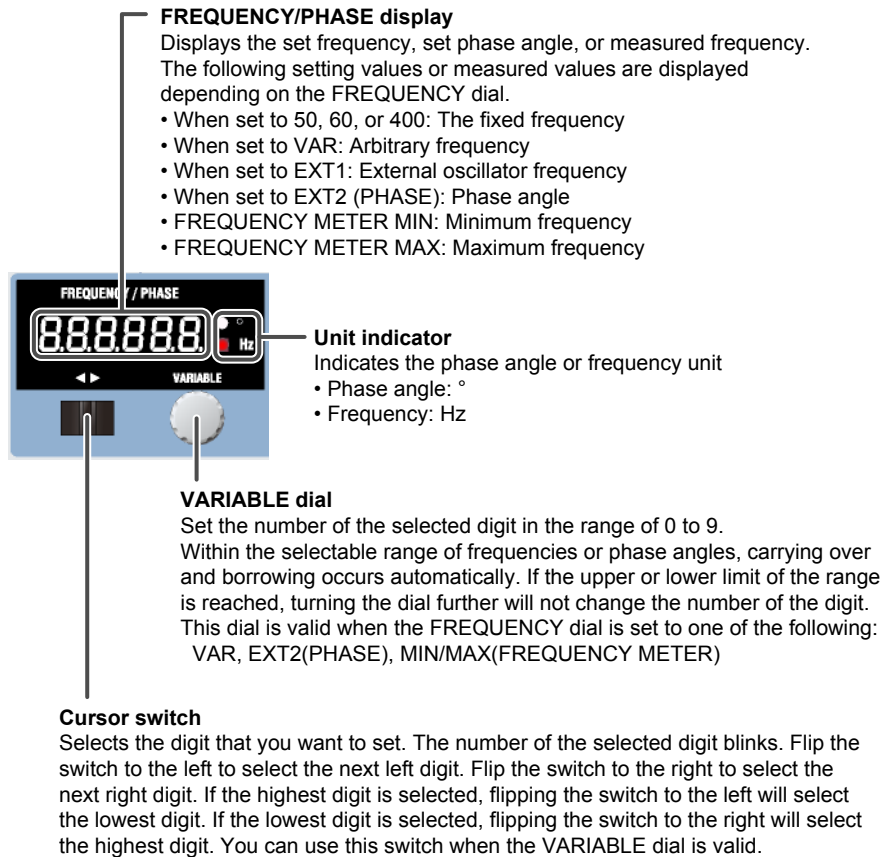 FREQUENCY/PHASE display
Displays the set frequency, set phase angle, or measured frequency.
The following setting values or measured values are displayed
depending on the FREQUENCY dial.
• When set to 50, 60, or 400: The fixed frequency
• When set to VAR: Arbitrary frequency
• When set to EXT1: External oscillator frequency
• When set to EXT2 (PHASE): Phase angle
• FREQUENCY METER MIN: Minimum frequency
• FREQUENCY METER MAX: Maximum frequency
FREQUENCY / PHASE
8.8.8.8.8.8.
°
Hz
◄ ►
VARIABLE
Unit indicator
Indicates the phase angle or frequency unit
• Phase angle: °
• Frequency: Hz
VARIABLE dial
Set the number of the selected digit in the range of 0 to 9.
Within the selectable range of frequencies or phase angles, carrying over
and borrowing occurs automatically. If the upper or lower limit of the range
is reached, turning the dial further will not change the number of the digit.
This dial is valid when the FREQUENCY dial is set to one of the following:
VAR, EXT2(PHASE), MIN/MAX(FREQUENCY METER)
Cursor switch
Selects the digit that you want to set. The number of the selected digit blinks. Flip the
switch to the left to select the next left digit. Flip the switch to the right to select the
next right digit. If the highest digit is selected, flipping the switch to the left will select
the lowest digit. If the lowest digit is selected, flipping the switch to the right will select
the highest digit. You can use this switch when the VARIABLE dial is valid.